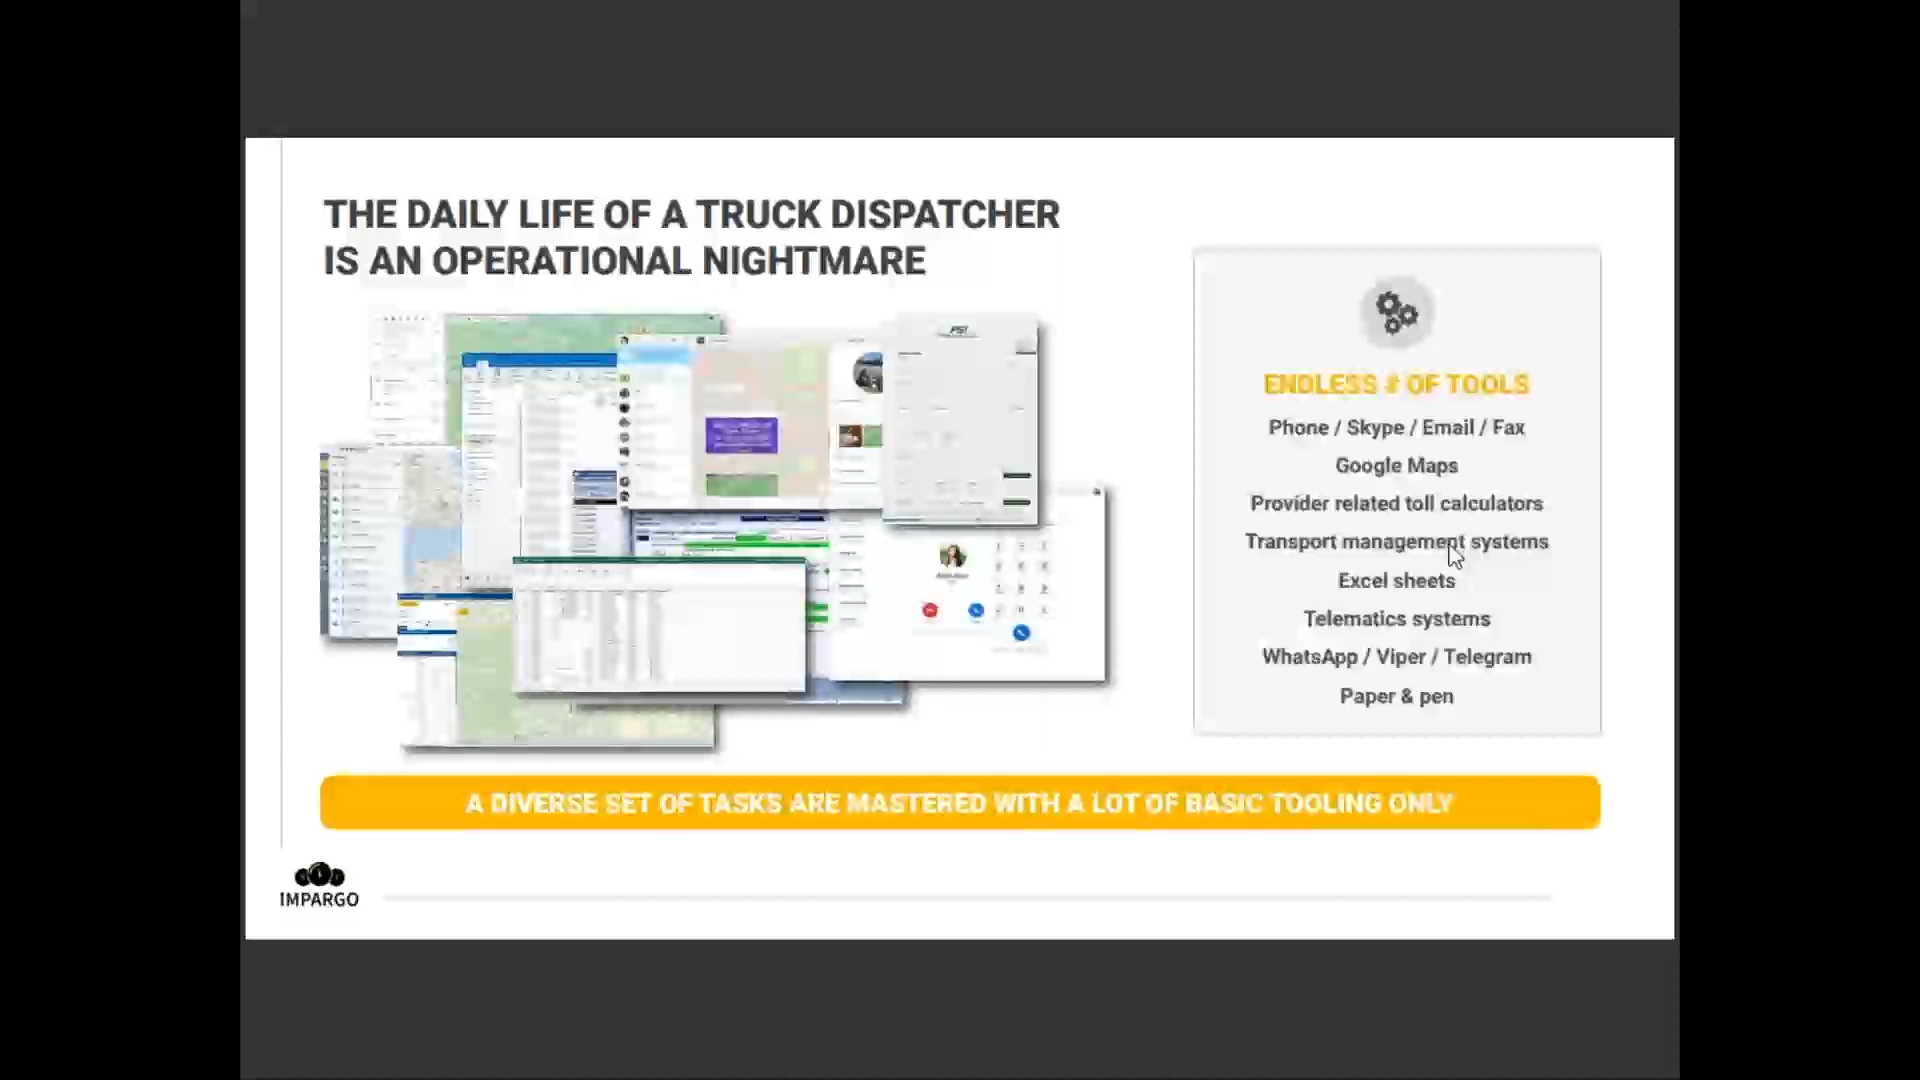 THE DAILY LIFE OF A TRUCK DISPATCHER
IS AN OPERATIONAL NIGHTMARE
PSI
ENDLESS # OF TOOLS
Phone / Skype / Email / Fax
Google Maps
Provider related toll calculators
Transport management systems
Excel sheets
Telematics systems
WhatsApp / Viper / Telegram
Paper & pen
A DIVERSE SET OF TASKS ARE MASTERED WITH A LOT OF BASIC TOOLING ONLY
IMPARGO